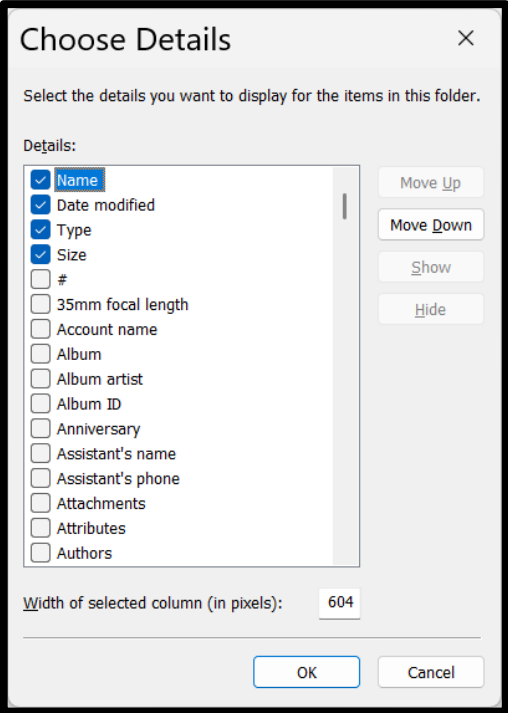 Choose Details
Select the details you want to display for the items in this folder.
Details:
Name
Date modified
Type
Size
#
35mm focal length
Account name
Album
Album artist
Album ID
Anniversary
Assistant's name
Assistant's phone
Attachments
Attributes
Authors
Move Up
Move Down
Show
Hide
Width of selected column (in pixels): 604
OK Cancel